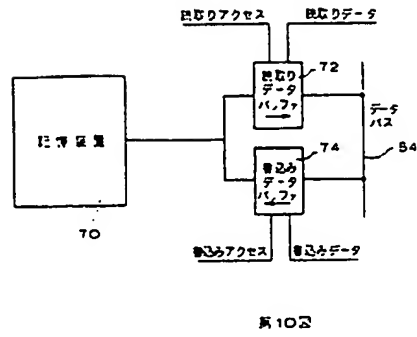 読取りアクセス 読取りデータ
72
読取り
データ
バッファ
データ
バス
54
記憶装置
70
74
書込み
データ
バッファ
書込みアクセス 書込みデータ
第10図